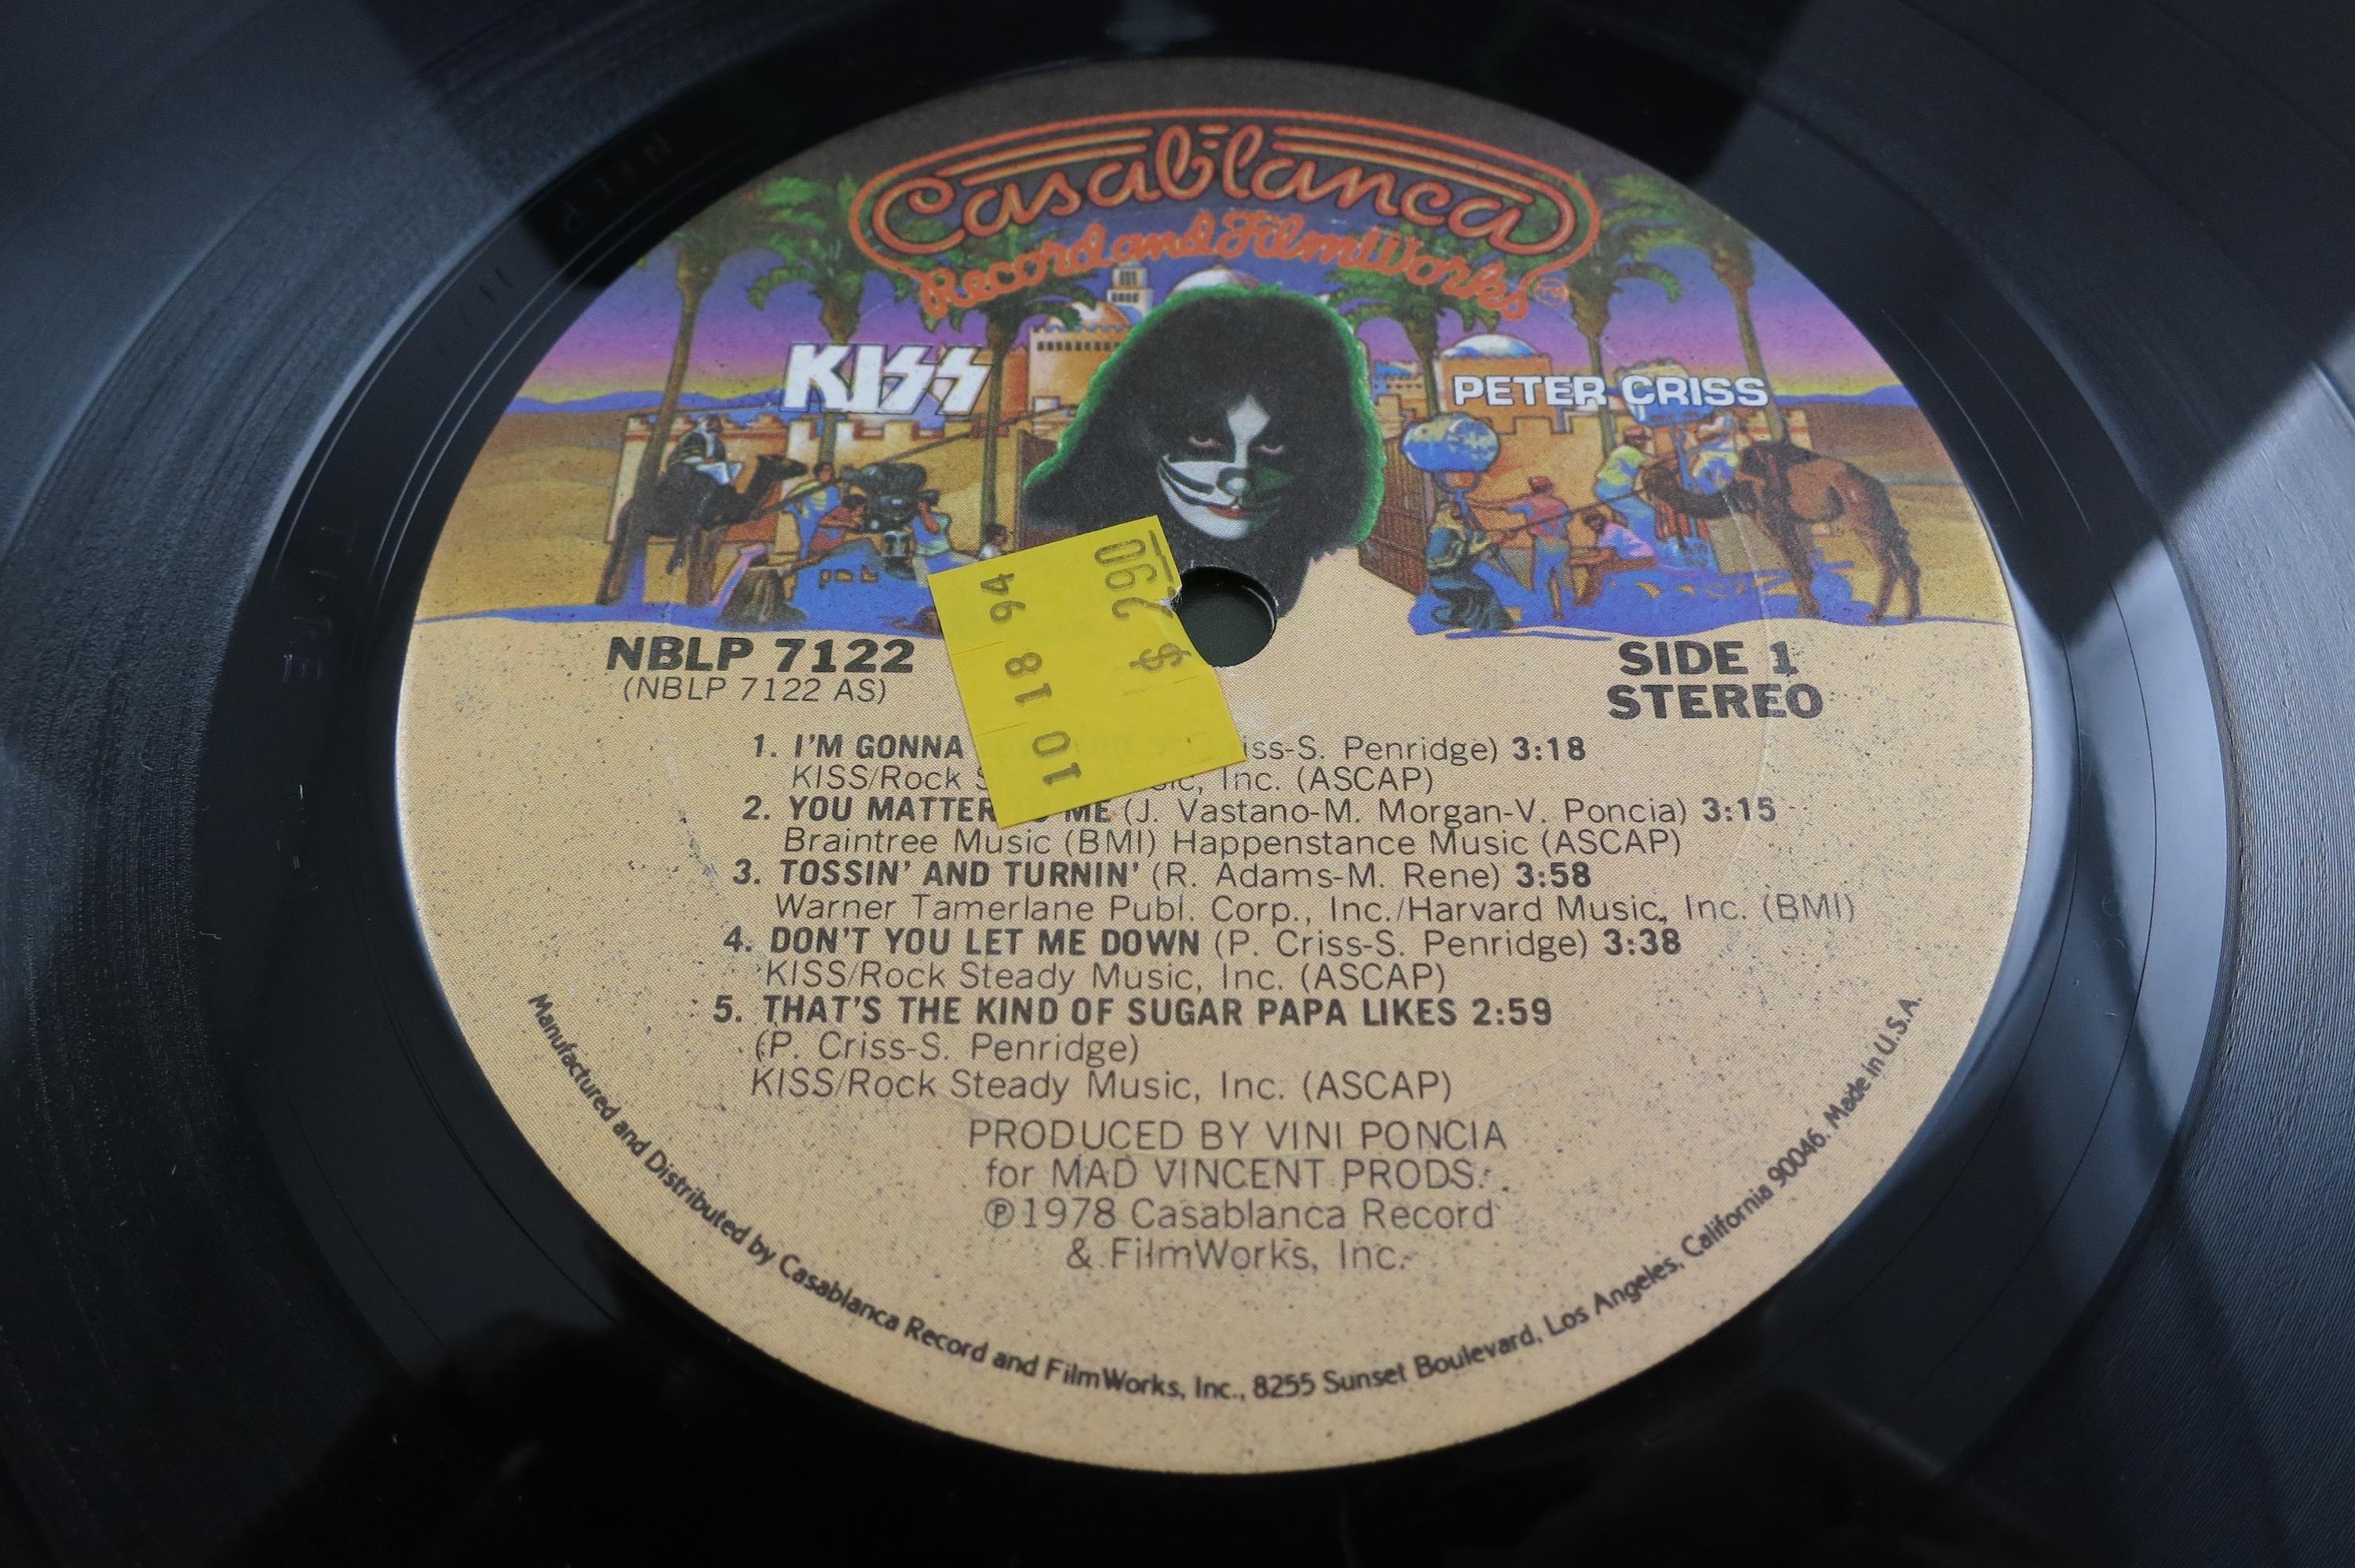 Casablanca
Record and FilmWorks
KISS
PETER CRISS
$ 2.90
10 18 94
NBLP 7122
(NBLP 7122 AS)
SIDE 1
STEREO
1. I'M GONNA Penridge) 3:18
KISS/Rock Inc. (ASCAP)
2. YOU MATTER ME (J. Vastano-M. Morgan-V. Poncia) 3:15
Braintree Music (BMI) Happenstance Music (ASCAP)
3. TOSSIN' AND TURNIN' (R. Adams-M. Rene) 3:58
Warner Tamerlane Publ. Corp., Inc./Harvard Music, Inc. (BMI)
4. DON'T YOU LET ME DOWN (P. Criss-S. Penridge) 3:38
KISS/Rock Steady Music, Inc. (ASCAP)
5. THAT'S THE KIND OF SUGAR PAPA LIKES 2:59
(P. Criss-S. Penridge)
KISS/Rock Steady Music, Inc. (ASCAP)
PRODUCED BY VINI PONCIA
for MAD VINCENT PRODS.
℗1978 Casablanca Record
& FilmWorks, Inc.
Manufactured and Distributed by Casablanca Record and FilmWorks, Inc., 8255 Sunset Boulevard, Los Angeles, California 90046. Made in U.S.A.